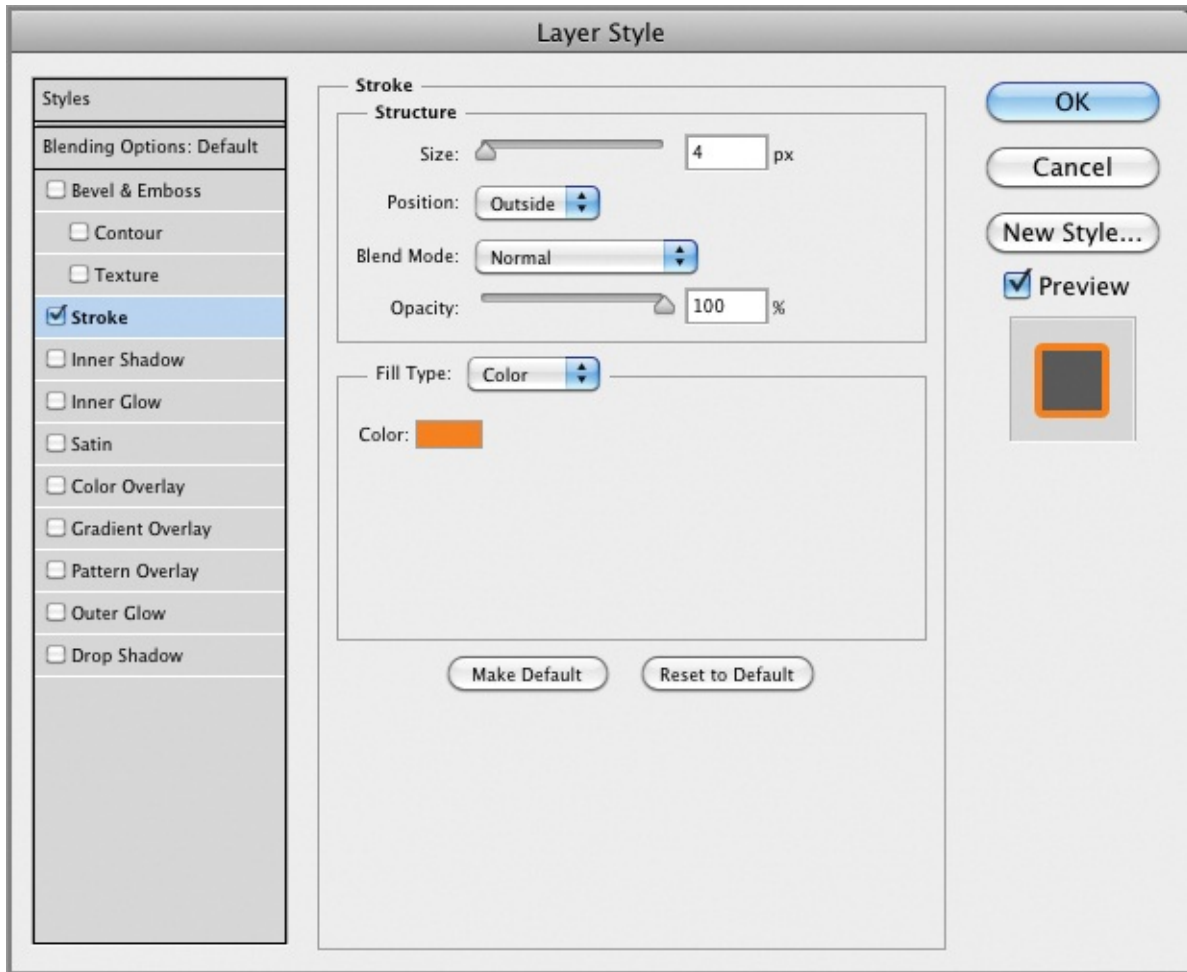 Layer Style
Styles
Blending Options: Default
Bevel & Emboss
Contour
Texture
Stroke
Inner Shadow
Inner Glow
Satin
Color Overlay
Gradient Overlay
Pattern Overlay
Outer Glow
Drop Shadow
Stroke
Structure
Size: 4 px
Position: Outside
Blend Mode: Normal
Opacity: 100 %
Fill Type: Color
Color:
Make Default Reset to Default
OK
Cancel
New Style...
Preview